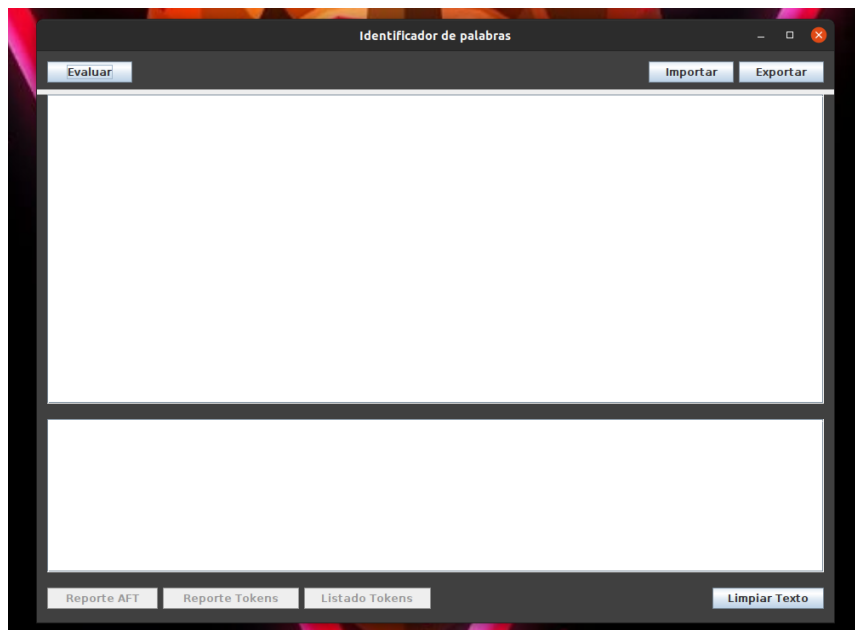 Identificador de palabras
Evaluar Importar Exportar
Reporte AFT Reporte Tokens Listado Tokens Limpiar Texto